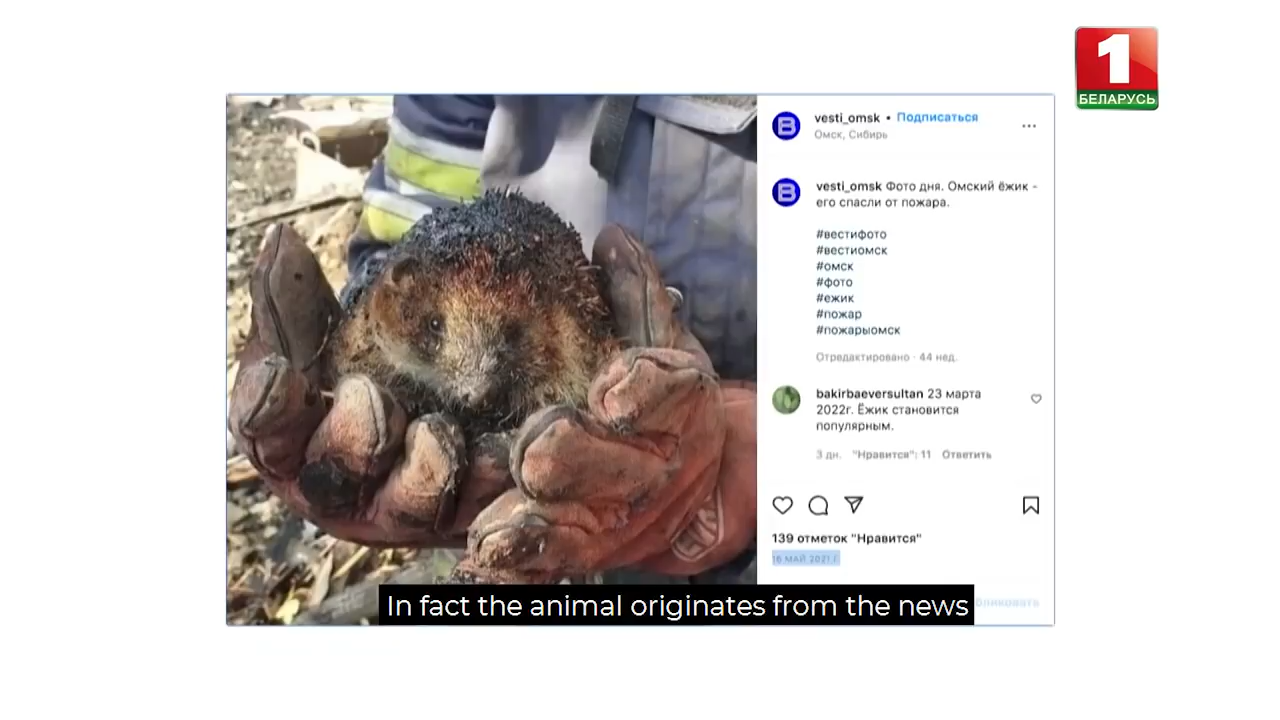 1
БЕЛАРУСЬ
vesti_omsk • Подписаться
Омск, Сибирь
vesti_omsk Фото дня. Омский ёжик -
его спасли от пожара.
#вестифото
#вестиомск
#омск
#фото
#ежик
#пожар
#пожарыомск
Отредактировано · 44 нед.
bakirbaeversultan 23 марта
2022г. Ёжик становится
популярным.
3 дн. "Нравится": 11 Ответить
139 отметок "Нравится"
16 МАЙ 2021 Г.
In fact the animal originates from the news